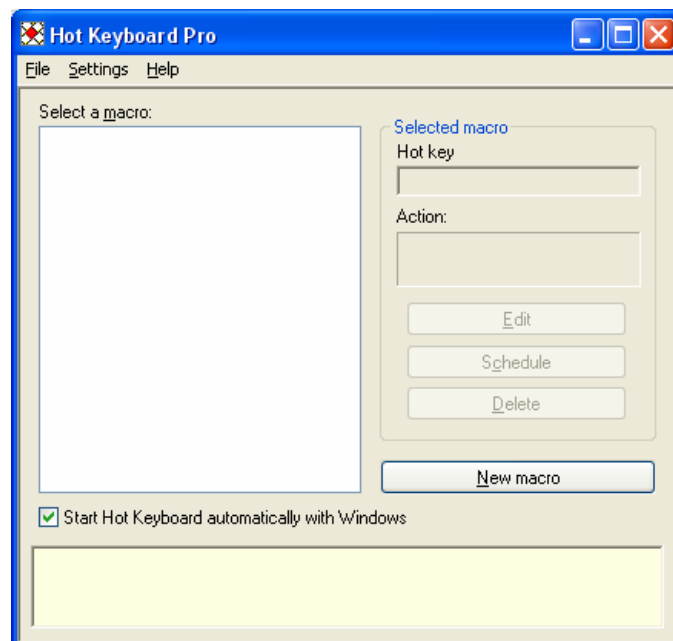 Hot Keyboard Pro
File Settings Help
Select a macro:
Selected macro
Hot key
Action:
Edit
Schedule
Delete
New macro
Start Hot Keyboard automatically with Windows